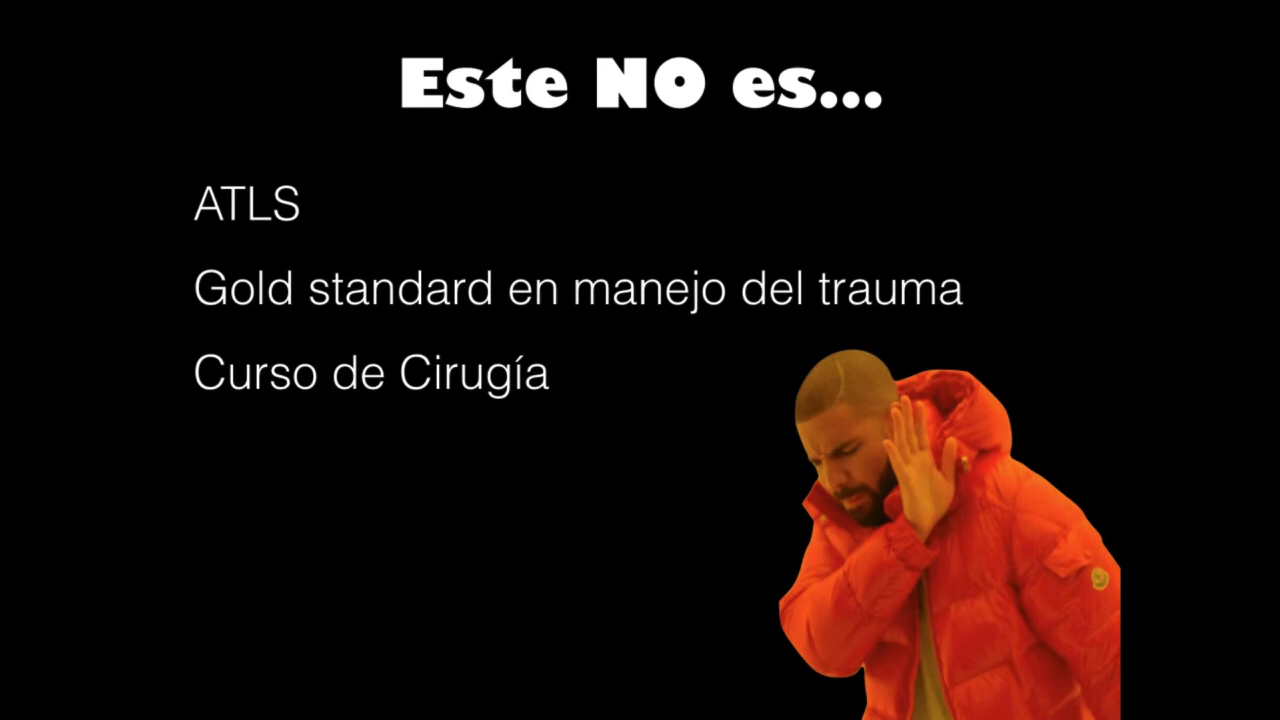 Este NO es...
ATLS
Gold standard en manejo del trauma
Curso de Cirugía